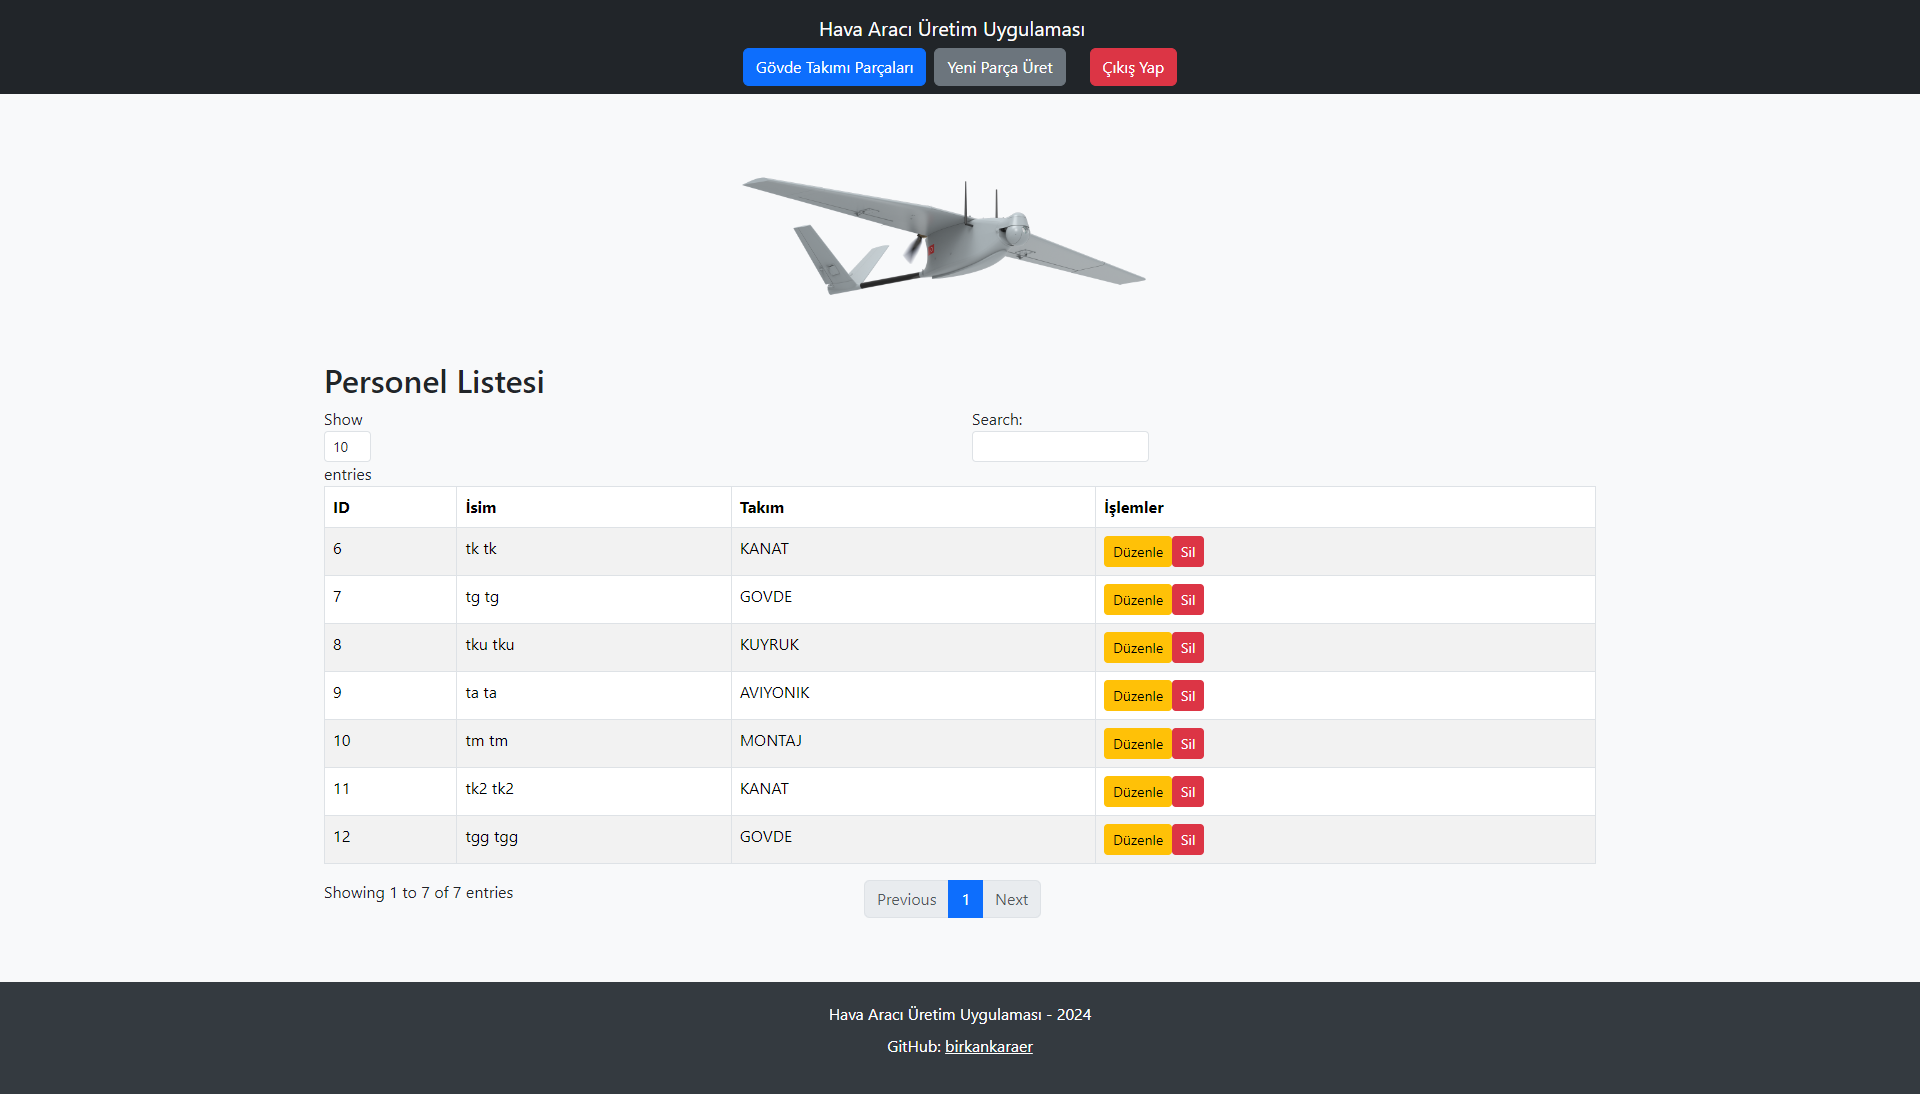 Hava Aracı Üretim Uygulaması
Gövde Takımı Parçaları Yeni Parça Üret Çıkış Yap
Personel Listesi
Show Search:
10
entries
ID İsim Takım İşlemler
6 tk tk KANAT Düzenle Sil
7 tg tg GOVDE Düzenle Sil
8 tku tku KUYRUK Düzenle Sil
9 ta ta AVIYONIK Düzenle Sil
10 tm tm MONTAJ Düzenle Sil
11 tk2 tk2 KANAT Düzenle Sil
12 tgg tgg GOVDE Düzenle Sil
Showing 1 to 7 of 7 entries Previous 1 Next
Hava Aracı Üretim Uygulaması - 2024
GitHub: birkankaraer